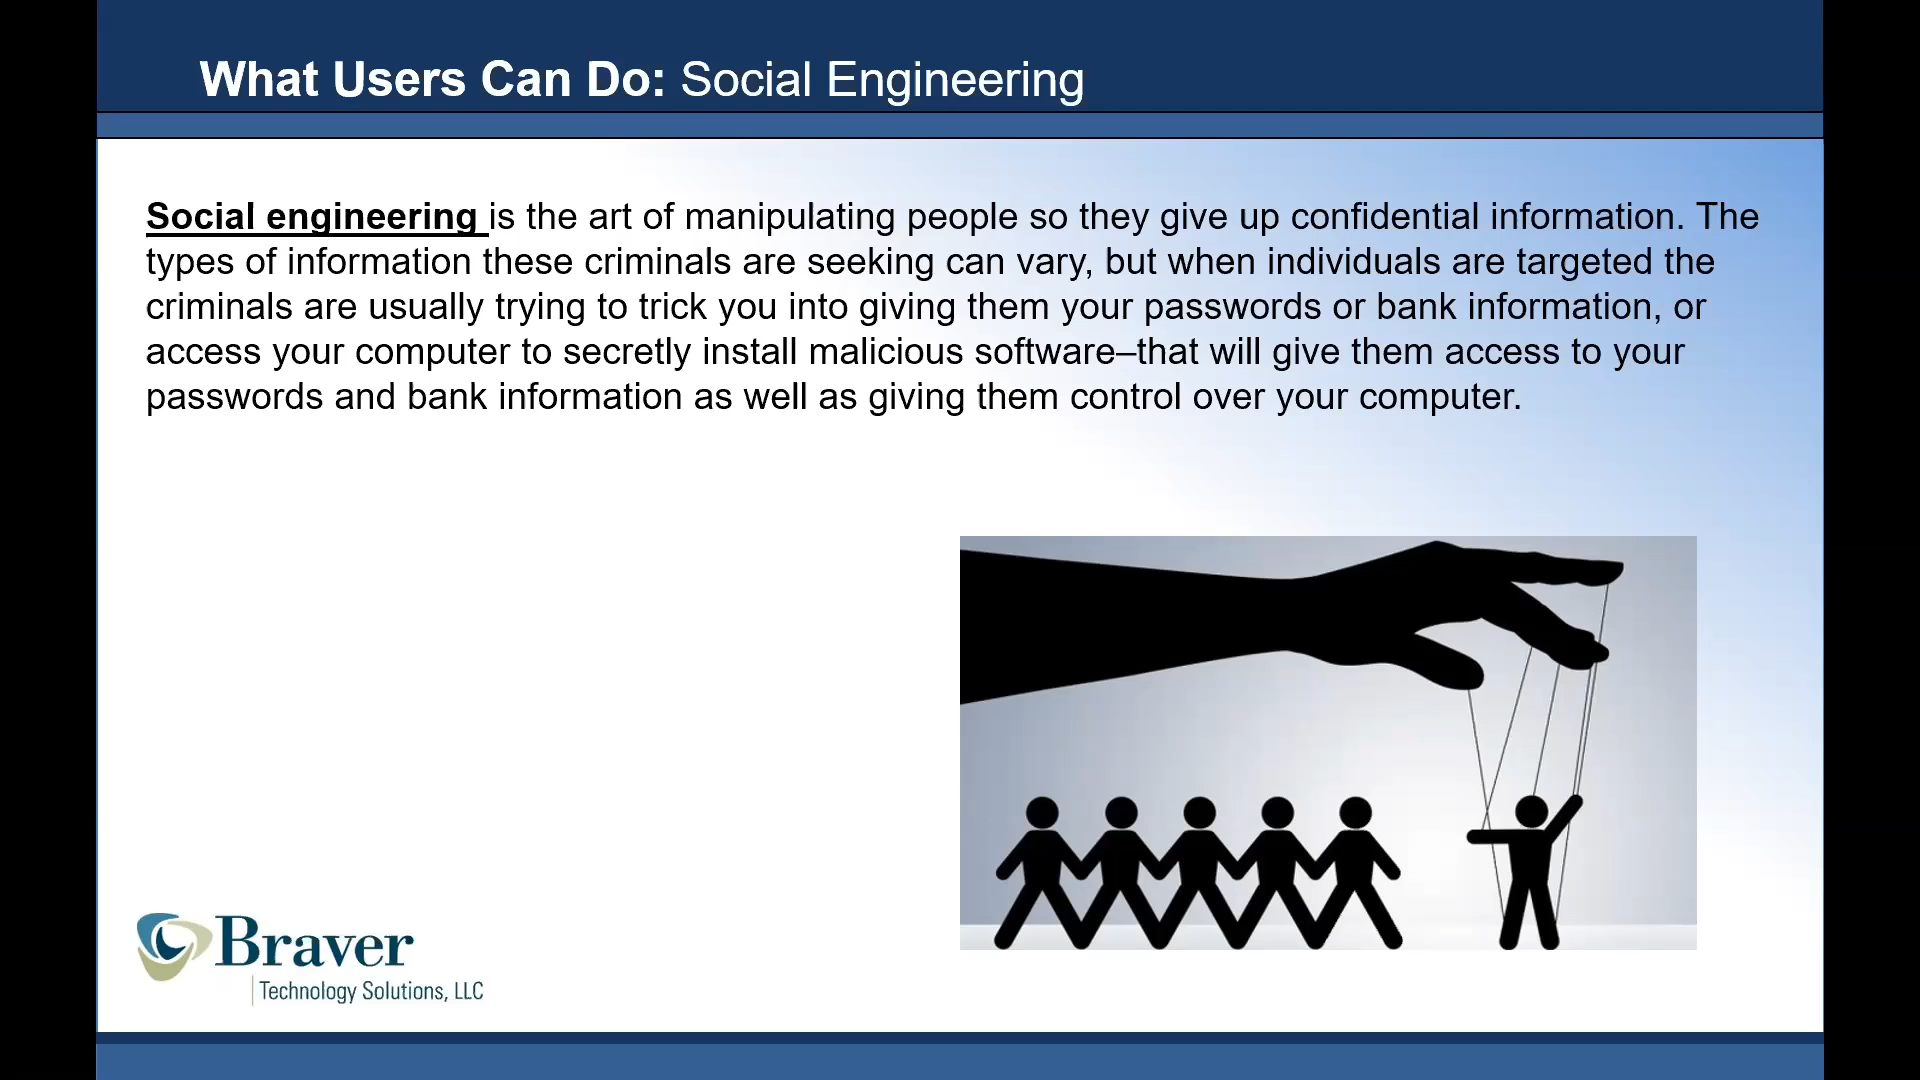 What Users Can Do: Social Engineering
Social engineering is the art of manipulating people so they give up confidential information. The
types of information these criminals are seeking can vary, but when individuals are targeted the
criminals are usually trying to trick you into giving them your passwords or bank information, or
access your computer to secretly install malicious software–that will give them access to your
passwords and bank information as well as giving them control over your computer.
Braver
Technology Solutions, LLC